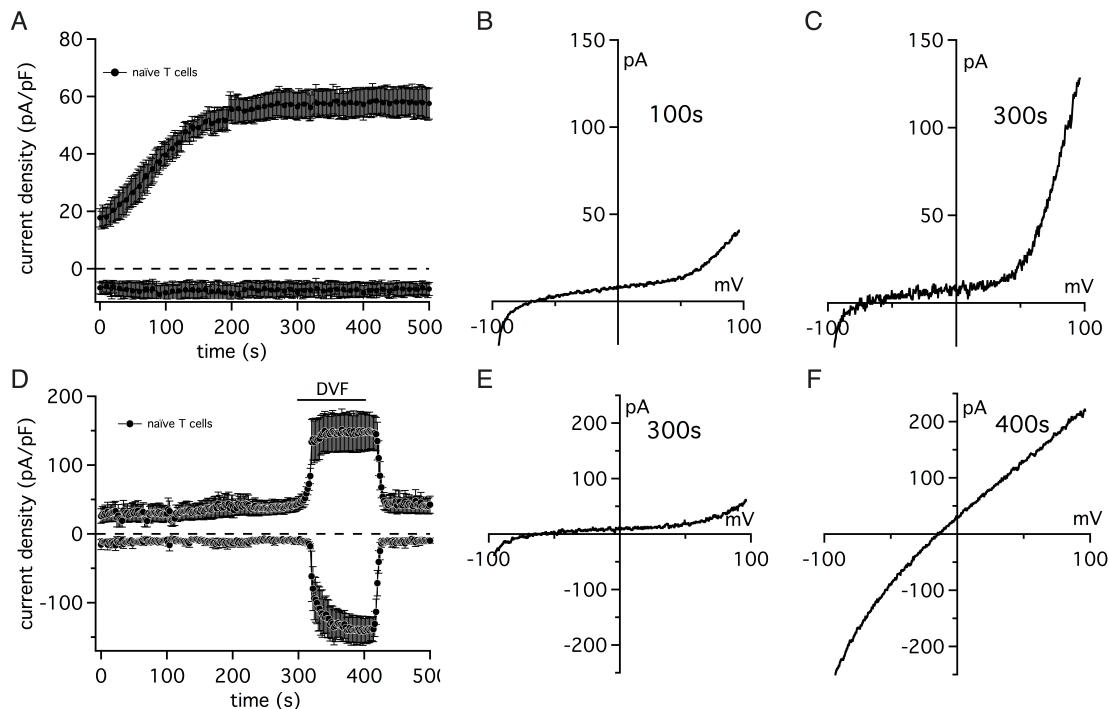 A
80
60
40
20
0
current density (pA/pF)
naïve T cells
0 100 200 300 400 500
time (s)
B
150
pA
100s
100
50
mV
-100
100
C
150
pA
300s
100
50
mV
-100
100
D
DVF
200
100
0
-100
current density (pA/pF)
naïve T cells
0 100 200 300 400 500
time (s)
E
pA
200
300s
100
mV
-100
100
-100
-200
F
pA
200
400s
100
mV
-100
100
-100
-200